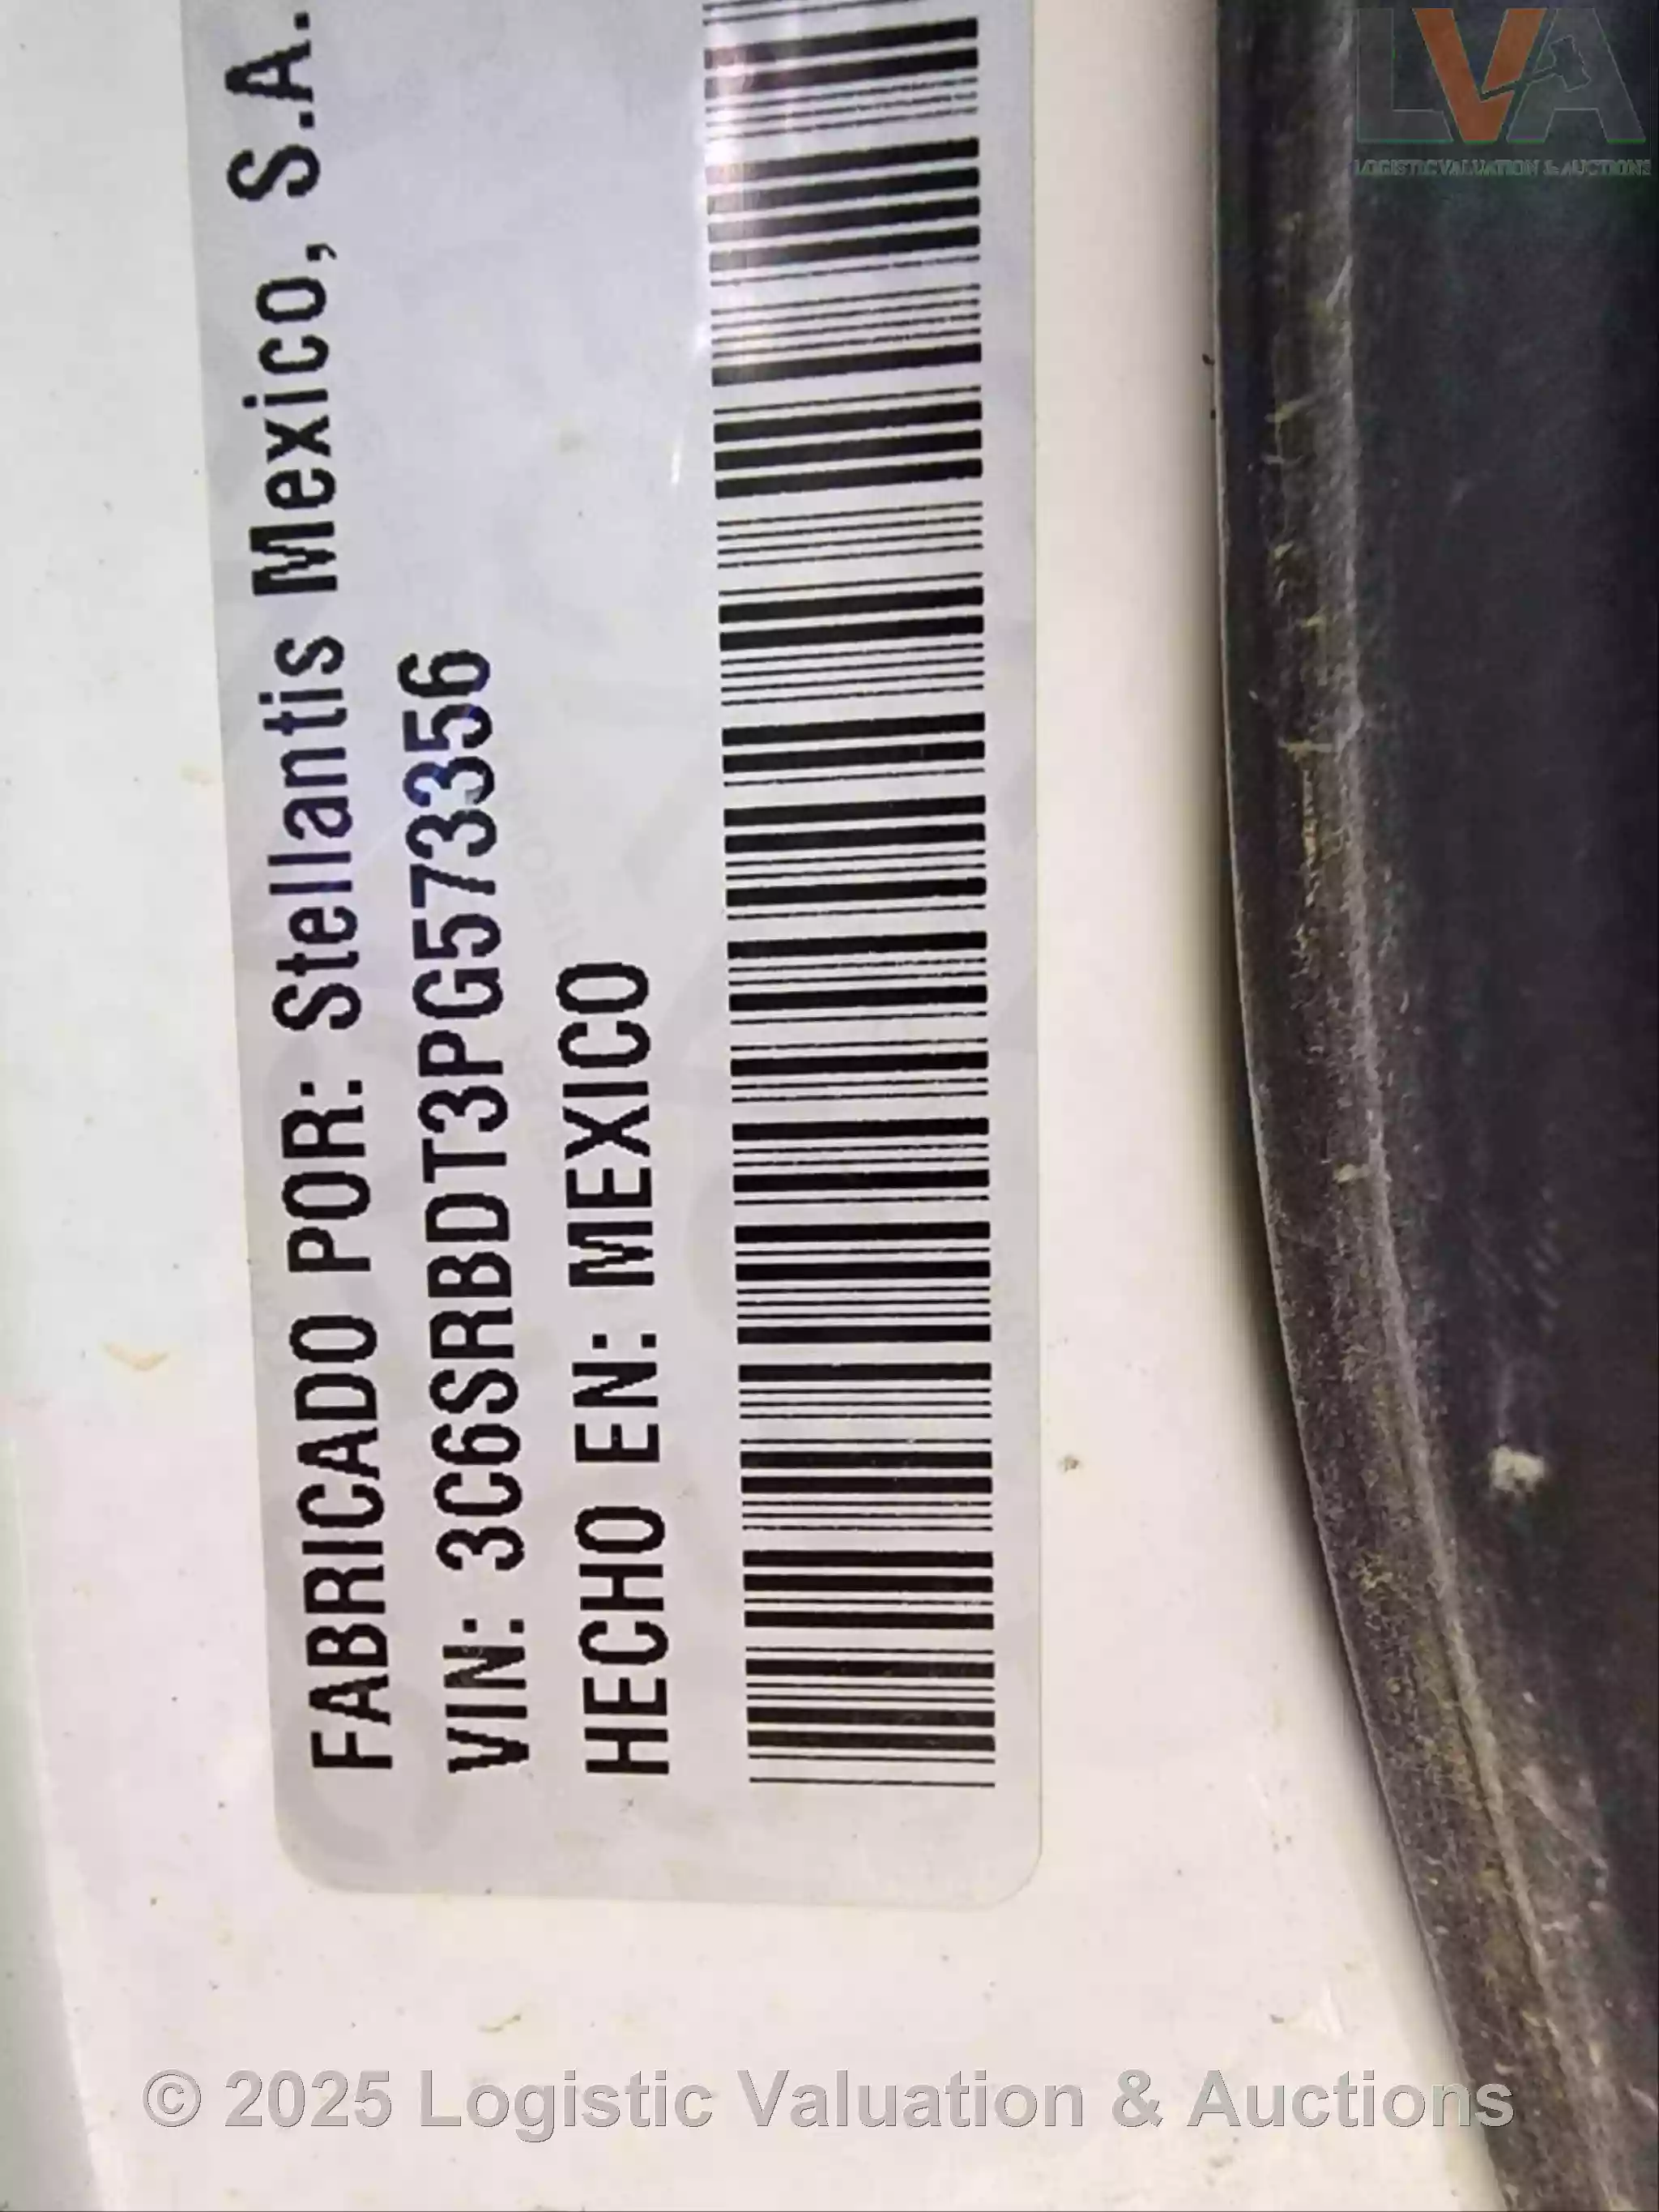 FABRICADO POR: Stellantis Mexico, S.A.
VIN: 3C6SRBDT3PG573356
HECHO EN: MEXICO
LVA
LOGISTIC VALUATION & AUCTIONS
© 2025 Logistic Valuation & Auctions